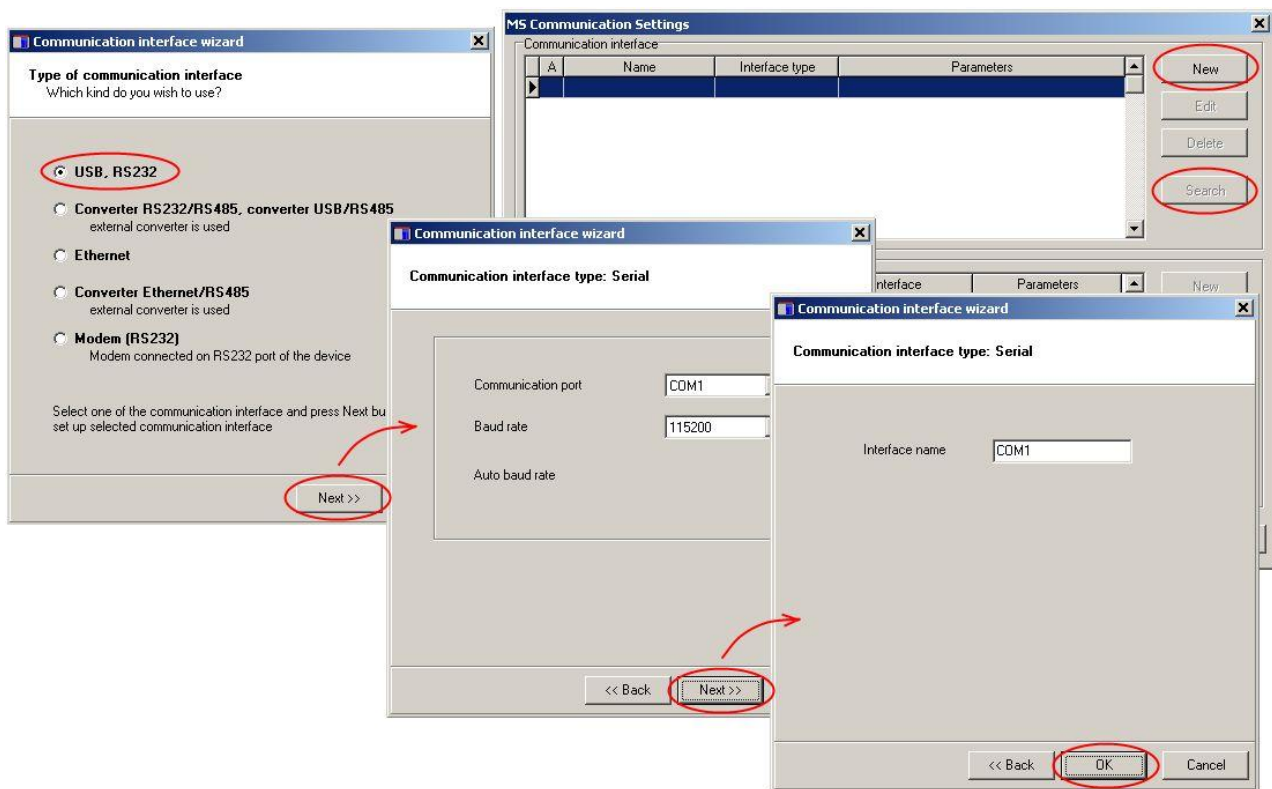 Communication interface wizard
Type of communication interface
Which kind do you wish to use?
USB, RS232
Converter RS232/RS485, converter USB/RS485
external converter is used
Ethernet
Converter Ethernet/RS485
external converter is used
Modem (RS232)
Modem connected on RS232 port of the device
Select one of the communication interface and press Next bu
set up selected communication interface
Next >>
MS Communication Settings
Communication interface
A Name Interface type Parameters
New
Edit
Delete
Search
nterface Parameters
New
Communication interface wizard
Communication interface type: Serial
Communication port COM1
Baud rate 115200
Auto baud rate
<< Back Next >>
Communication interface wizard
Communication interface type: Serial
Interface name COM1
<< Back OK Cancel